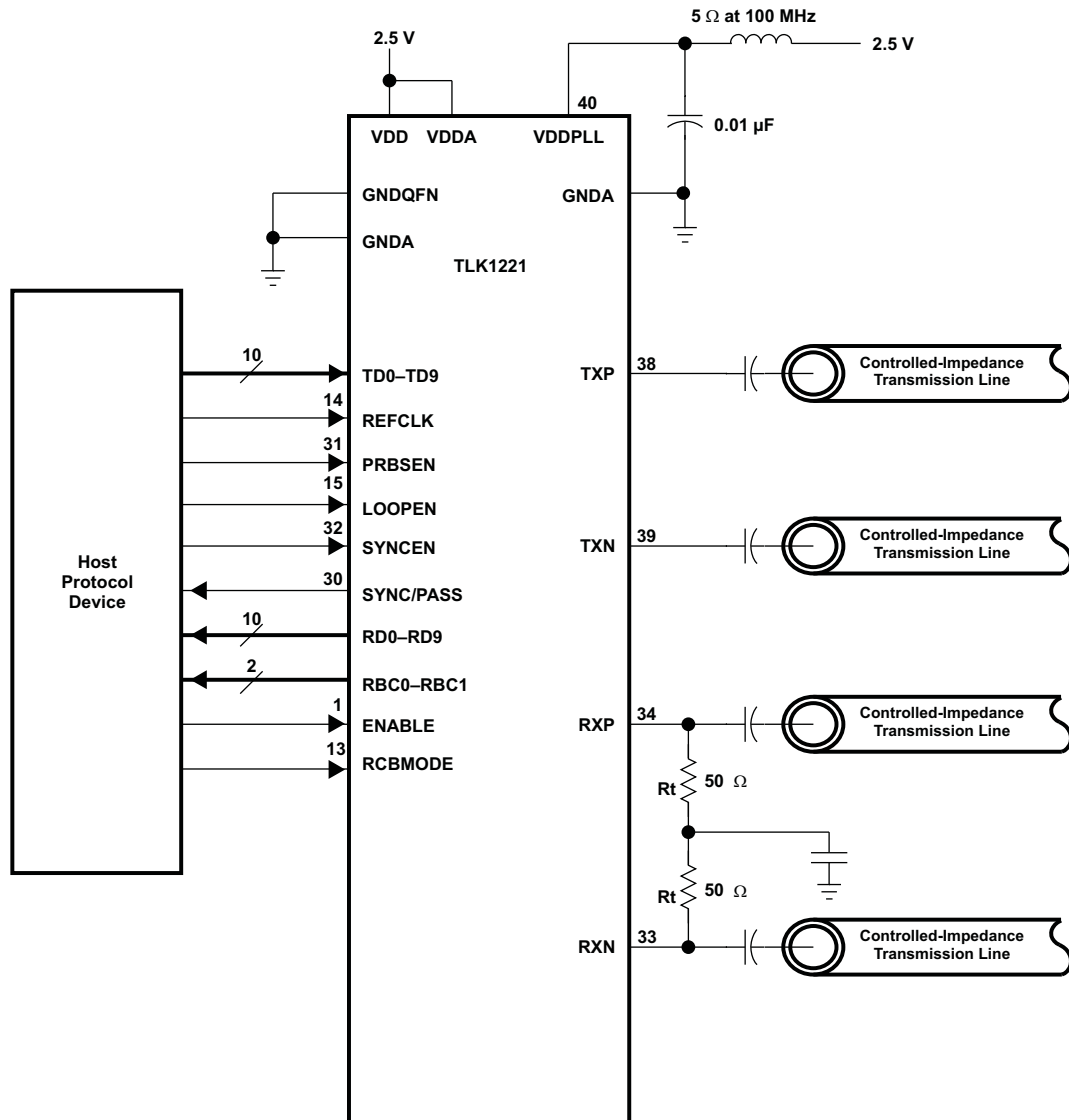 5 Ω at 100 MHz
2.5 V
2.5 V
40
0.01 µF
VDD
VDDA
VDDPLL
GNDQFN
GNDA
GNDA
TLK1221
Host
Protocol
Device
10
TD0–TD9
14
REFCLK
31
PRBSEN
15
LOOPEN
32
SYNCEN
30
SYNC/PASS
10
RD0–RD9
2
RBC0–RBC1
1
ENABLE
13
RCBMODE
TXP
38
Controlled-Impedance
Transmission Line
TXN
39
Controlled-Impedance
Transmission Line
RXP
34
Controlled-Impedance
Transmission Line
Rt
50 Ω
Rt
50 Ω
RXN
33
Controlled-Impedance
Transmission Line